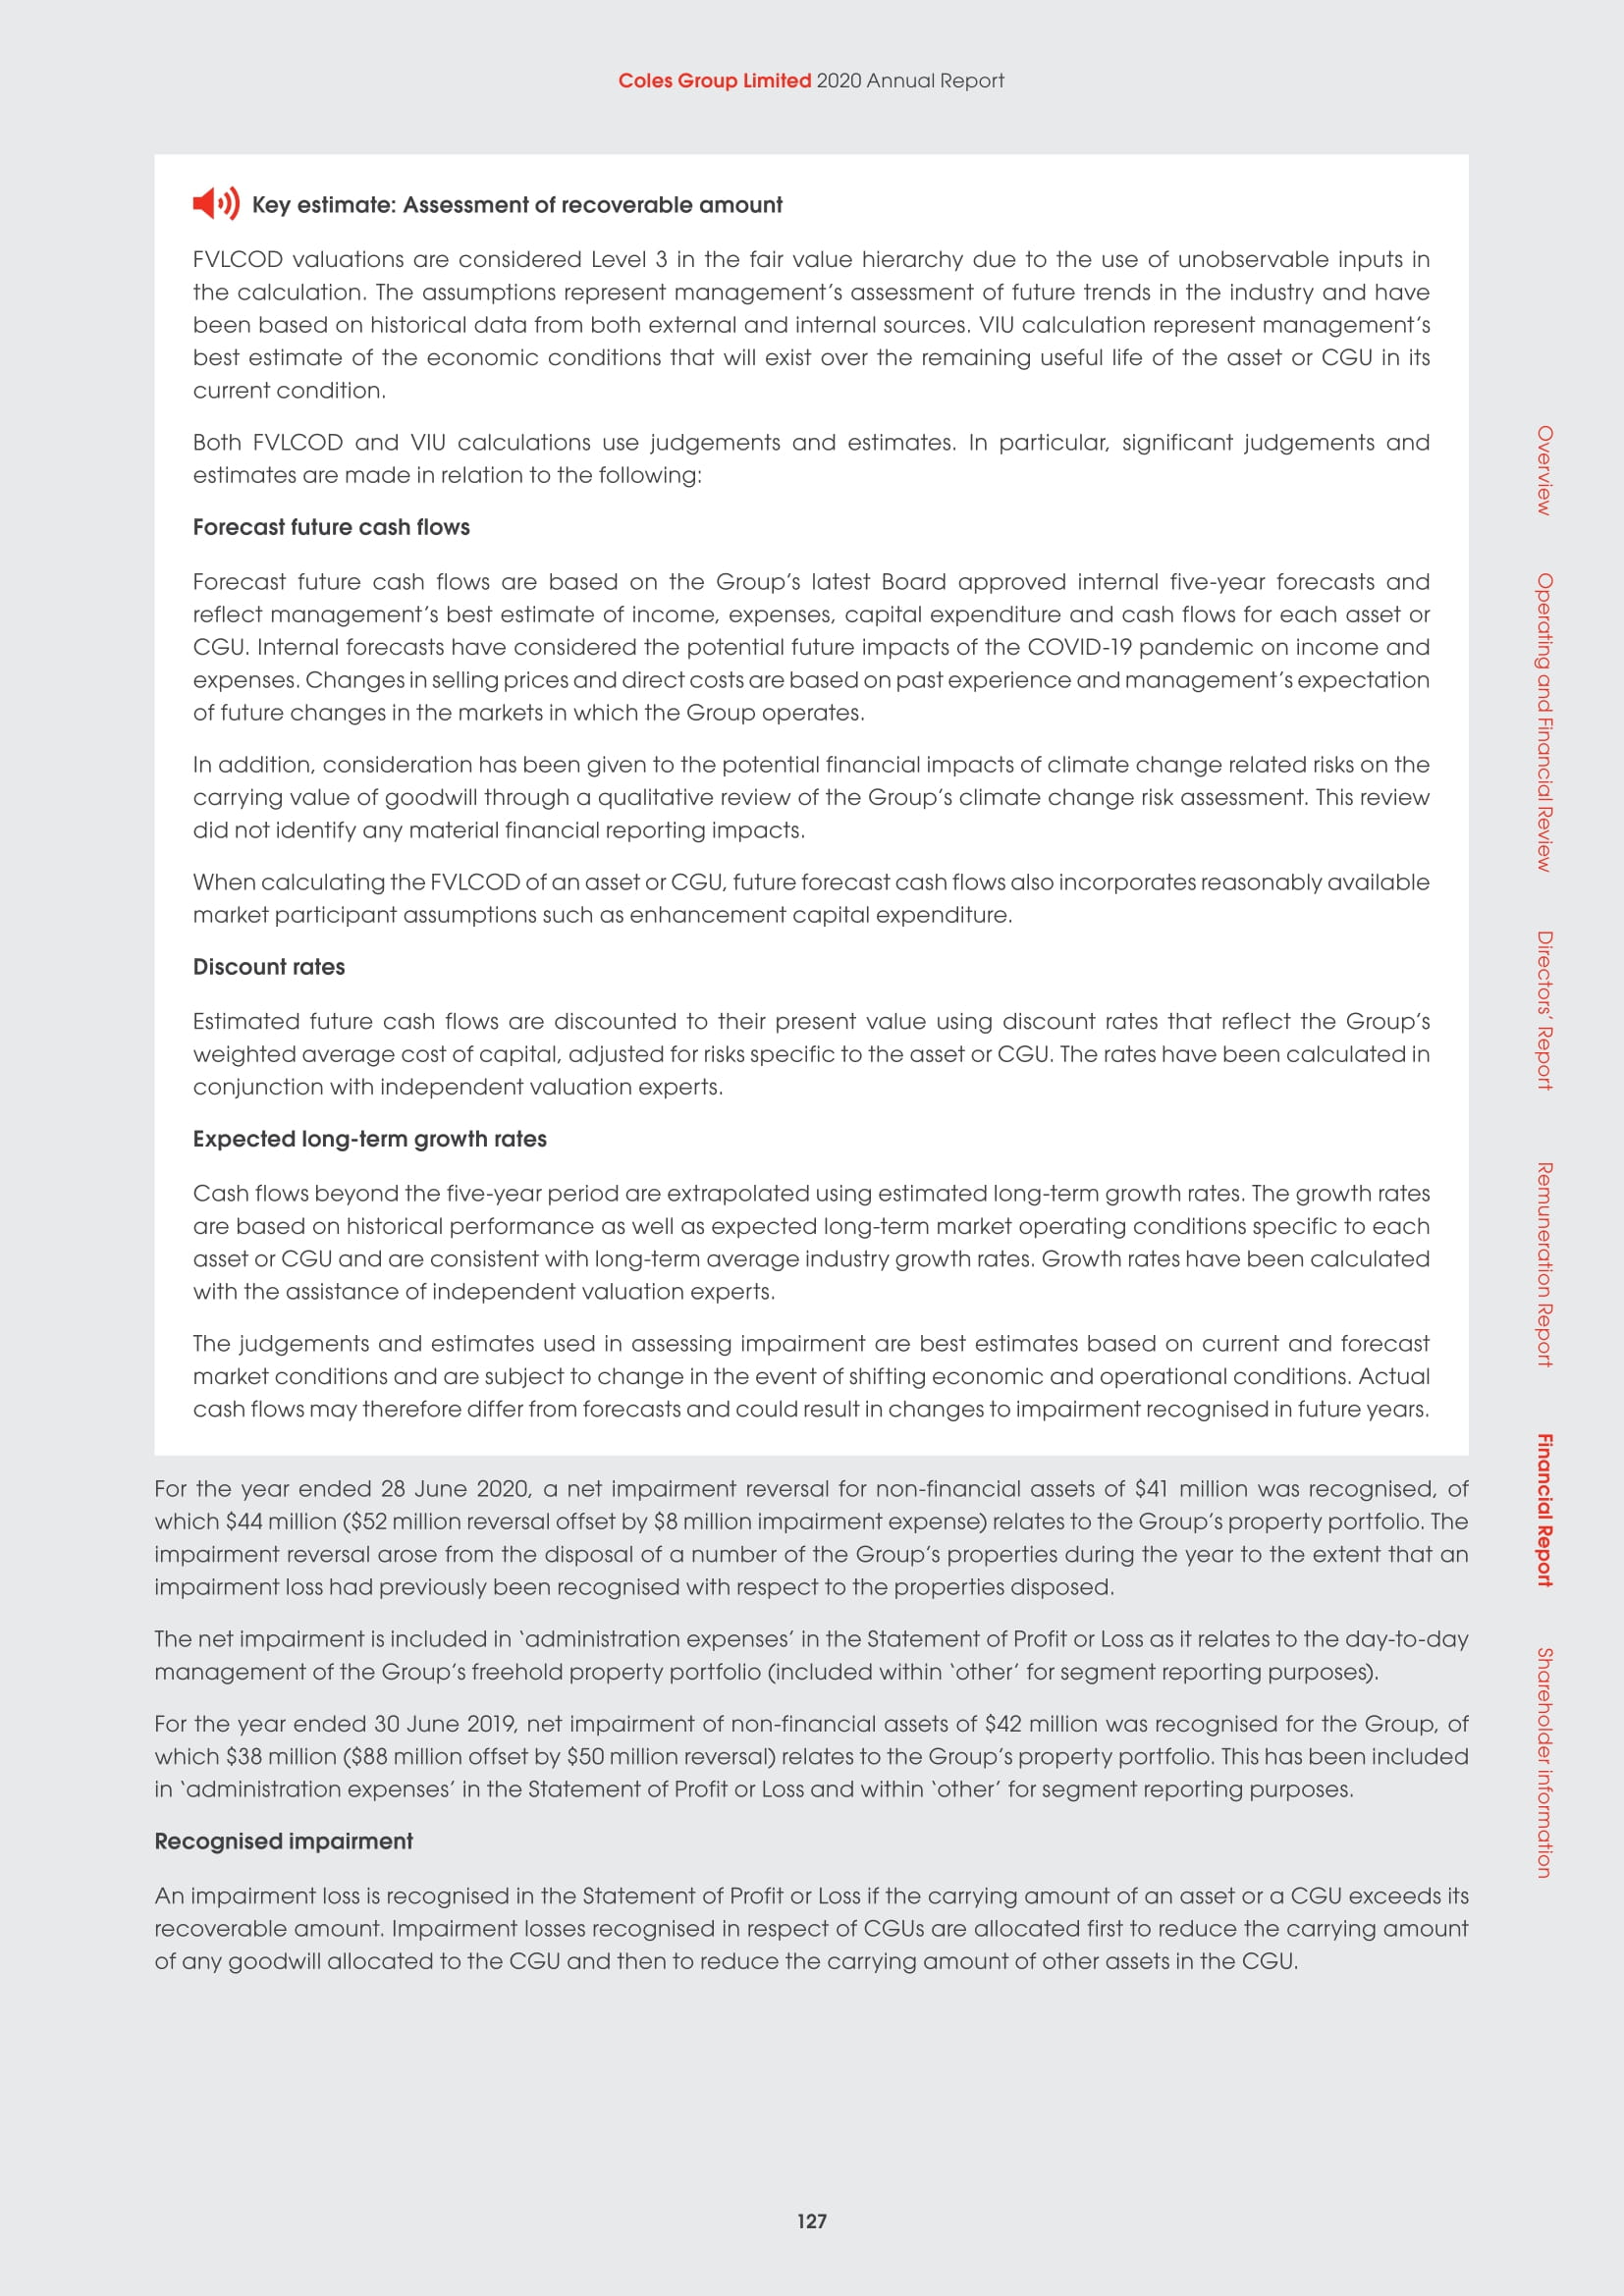 Coles Group Limited 2020 Annual Report
Key estimate: Assessment of recoverable amount
FVLCOD valuations are considered Level 3 in the fair value hierarchy due to the use of unobservable inputs in
the calculation. The assumptions represent management’s assessment of future trends in the industry and have
been based on historical data from both external and internal sources. VIU calculation represent management’s
best estimate of the economic conditions that will exist over the remaining useful life of the asset or CGU in its
current condition.
Both FVLCOD and VIU calculations use judgements and estimates. In particular, significant judgements and
estimates are made in relation to the following:
Forecast future cash flows
Forecast future cash flows are based on the Group’s latest Board approved internal five-year forecasts and
reflect management’s best estimate of income, expenses, capital expenditure and cash flows for each asset or
CGU. Internal forecasts have considered the potential future impacts of the COVID-19 pandemic on income and
expenses. Changes in selling prices and direct costs are based on past experience and management’s expectation
of future changes in the markets in which the Group operates.
In addition, consideration has been given to the potential financial impacts of climate change related risks on the
carrying value of goodwill through a qualitative review of the Group’s climate change risk assessment. This review
did not identify any material financial reporting impacts.
When calculating the FVLCOD of an asset or CGU, future forecast cash flows also incorporates reasonably available
market participant assumptions such as enhancement capital expenditure.
Discount rates
Estimated future cash flows are discounted to their present value using discount rates that reflect the Group’s
weighted average cost of capital, adjusted for risks specific to the asset or CGU. The rates have been calculated in
conjunction with independent valuation experts.
Expected long-term growth rates
Cash flows beyond the five-year period are extrapolated using estimated long-term growth rates. The growth rates
are based on historical performance as well as expected long-term market operating conditions specific to each
asset or CGU and are consistent with long-term average industry growth rates. Growth rates have been calculated
with the assistance of independent valuation experts.
The judgements and estimates used in assessing impairment are best estimates based on current and forecast
market conditions and are subject to change in the event of shifting economic and operational conditions. Actual
cash flows may therefore differ from forecasts and could result in changes to impairment recognised in future years.
For the year ended 28 June 2020, a net impairment reversal for non-financial assets of $41 million was recognised, of
which $44 million ($52 million reversal offset by $8 million impairment expense) relates to the Group’s property portfolio. The
impairment reversal arose from the disposal of a number of the Group’s properties during the year to the extent that an
impairment loss had previously been recognised with respect to the properties disposed.
The net impairment is included in ‘administration expenses’ in the Statement of Profit or Loss as it relates to the day-to-day
management of the Group’s freehold property portfolio (included within ‘other’ for segment reporting purposes).
For the year ended 30 June 2019, net impairment of non-financial assets of $42 million was recognised for the Group, of
which $38 million ($88 million offset by $50 million reversal) relates to the Group’s property portfolio. This has been included
in ‘administration expenses’ in the Statement of Profit or Loss and within ‘other’ for segment reporting purposes.
Recognised impairment
An impairment loss is recognised in the Statement of Profit or Loss if the carrying amount of an asset or a CGU exceeds its
recoverable amount. Impairment losses recognised in respect of CGUs are allocated first to reduce the carrying amount
of any goodwill allocated to the CGU and then to reduce the carrying amount of other assets in the CGU.
Overview
Operating and Financial Review
Directors’ Report
Remuneration Report
Financial Report
Shareholder information
127